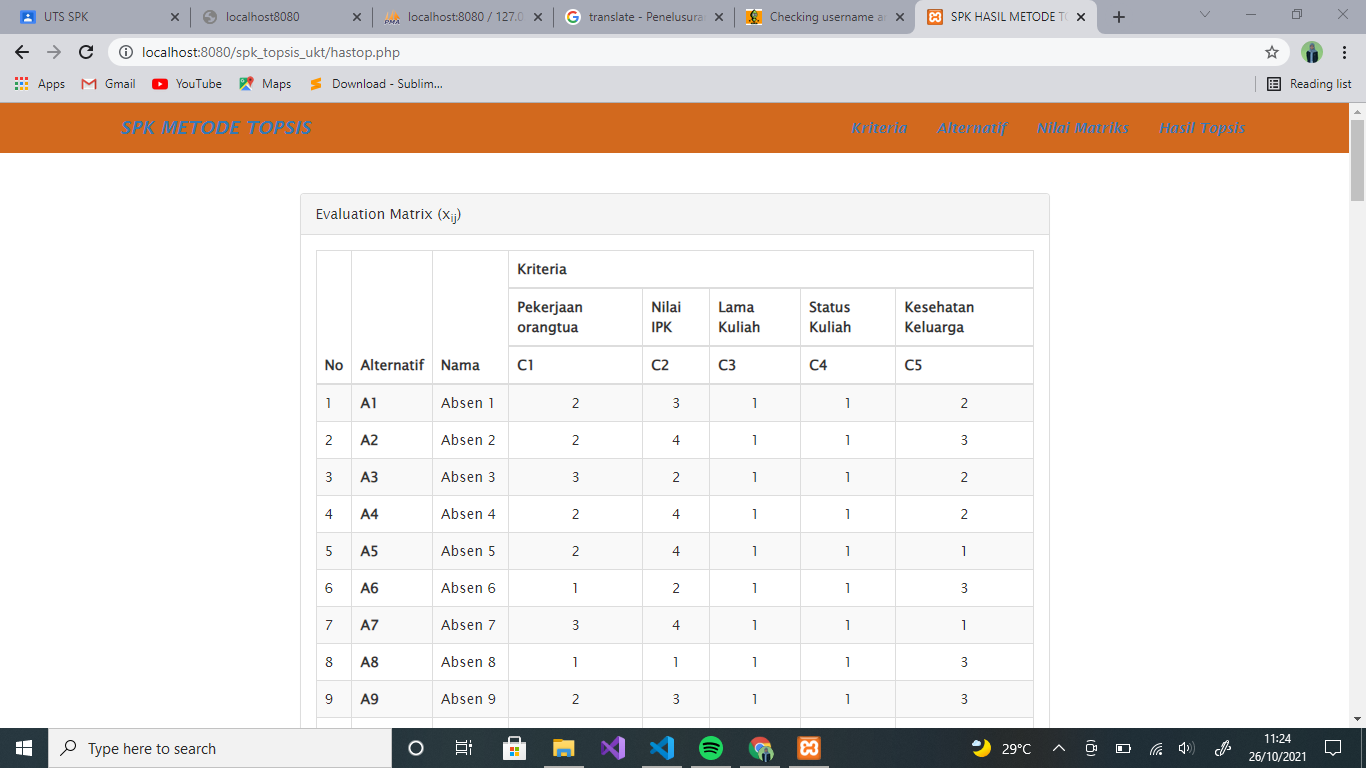 UTS SPK
localhost8080
localhost:8080 / 127.0
translate - Penelusura
Checking username a
SPK HASIL METODE TO
localhost:8080/spk_topsis_ukt/hastop.php
Apps
Gmail
YouTube
Maps
Download - Sublim...
Reading list
SPK METODE TOPSIS
Kriteria
Alternatif
Nilai Matriks
Hasil Topsis
Evaluation Matrix (xij)
No Alternatif Nama Kriteria
Pekerjaan orangtua Nilai IPK Lama Kuliah Status Kuliah Kesehatan Keluarga
C1 C2 C3 C4 C5
1 A1 Absen 1 2 3 1 1 2
2 A2 Absen 2 2 4 1 1 3
3 A3 Absen 3 3 2 1 1 2
4 A4 Absen 4 2 4 1 1 2
5 A5 Absen 5 2 4 1 1 1
6 A6 Absen 6 1 2 1 1 3
7 A7 Absen 7 3 4 1 1 1
8 A8 Absen 8 1 1 1 1 3
9 A9 Absen 9 2 3 1 1 3
Type here to search
29°C
11:24
26/10/2021